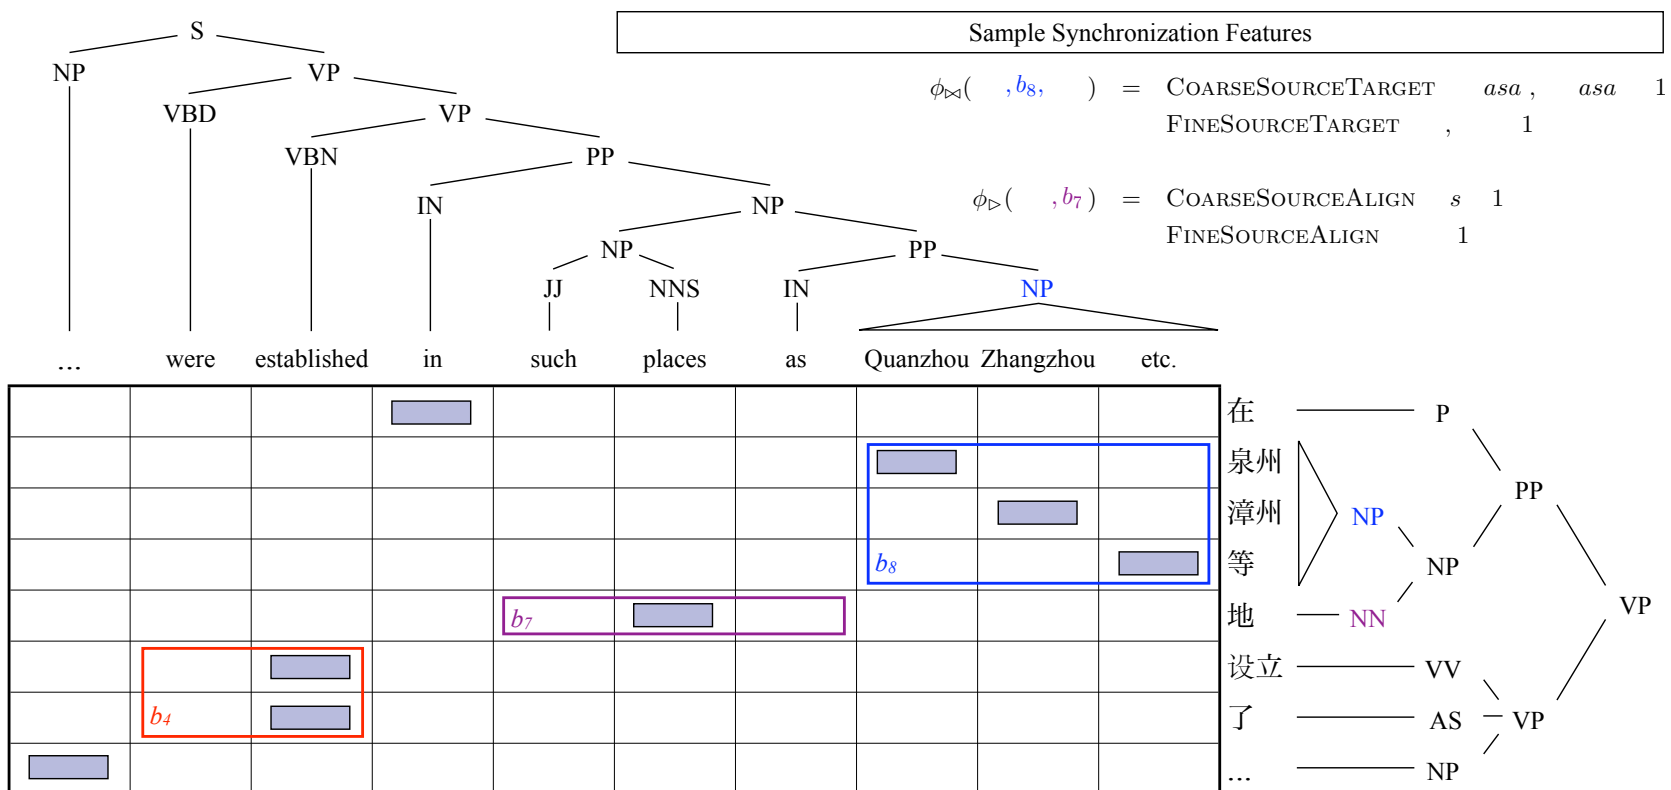 Sample Synchronization Features
ϕ⋈( , b8, ) = COARSESOURCETARGET asa , asa 1
FINESOURCETARGET , 1
ϕ▷( , b7) = COARSESOURCEALIGN s 1
FINESOURCEALIGN 1
S
NP VP
VBD VP
VBN PP
IN NP
NP PP
JJ NNS IN NP
... were established in such places as Quanzhou Zhangzhou etc.
在 P
泉州
PP
漳州 NP
b8 等 NP
b7 地 NN VP
设立 VV
b4 了 AS VP
... NP